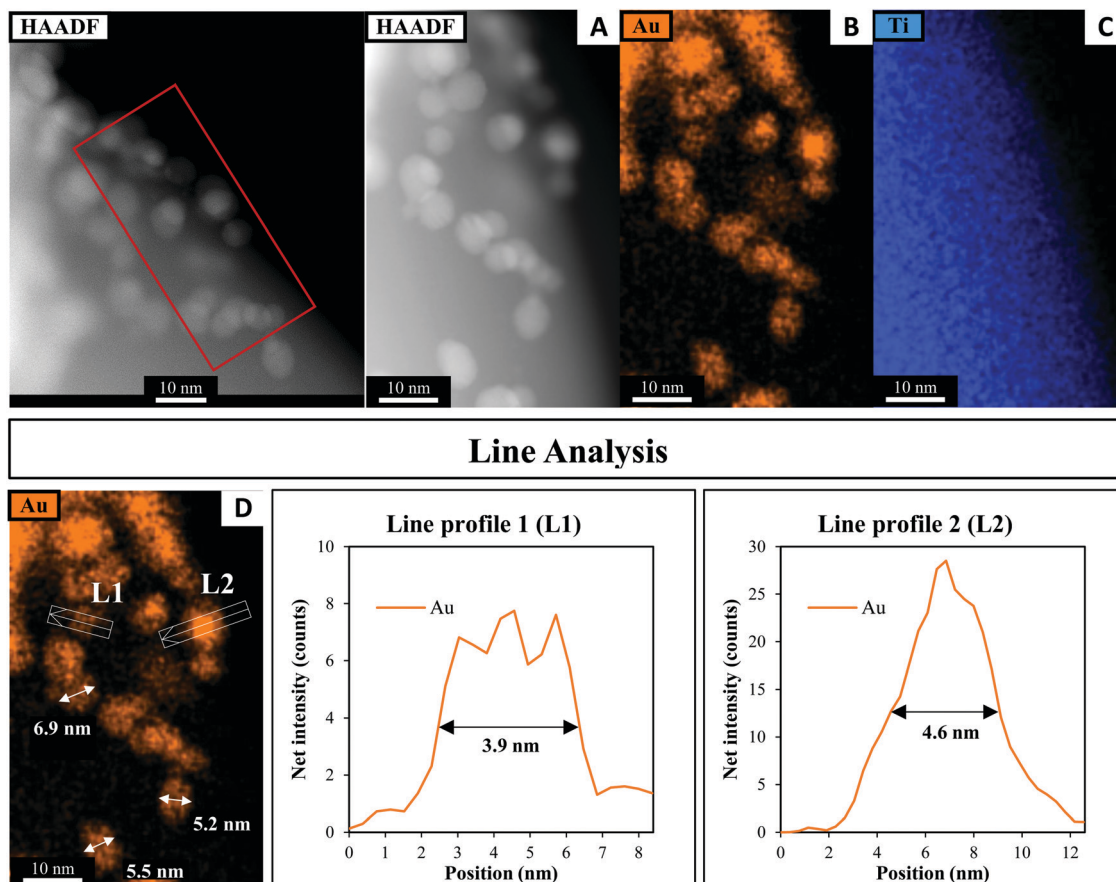 HAADF
10 nm
HAADF
A
10 nm
Au
B
10 nm
Ti
C
10 nm
Line Analysis
Au
D
L1
L2
6.9 nm
5.2 nm
5.5 nm
10 nm
Line profile 1 (L1)
Net intensity (counts)
10
8
6
4
2
0
Au
3.9 nm
0 1 2 3 4 5 6 7 8
Position (nm)
Line profile 2 (L2)
Net intensity (counts)
30
25
20
15
10
5
0
Au
4.6 nm
0 2 4 6 8 10 12
Position (nm)